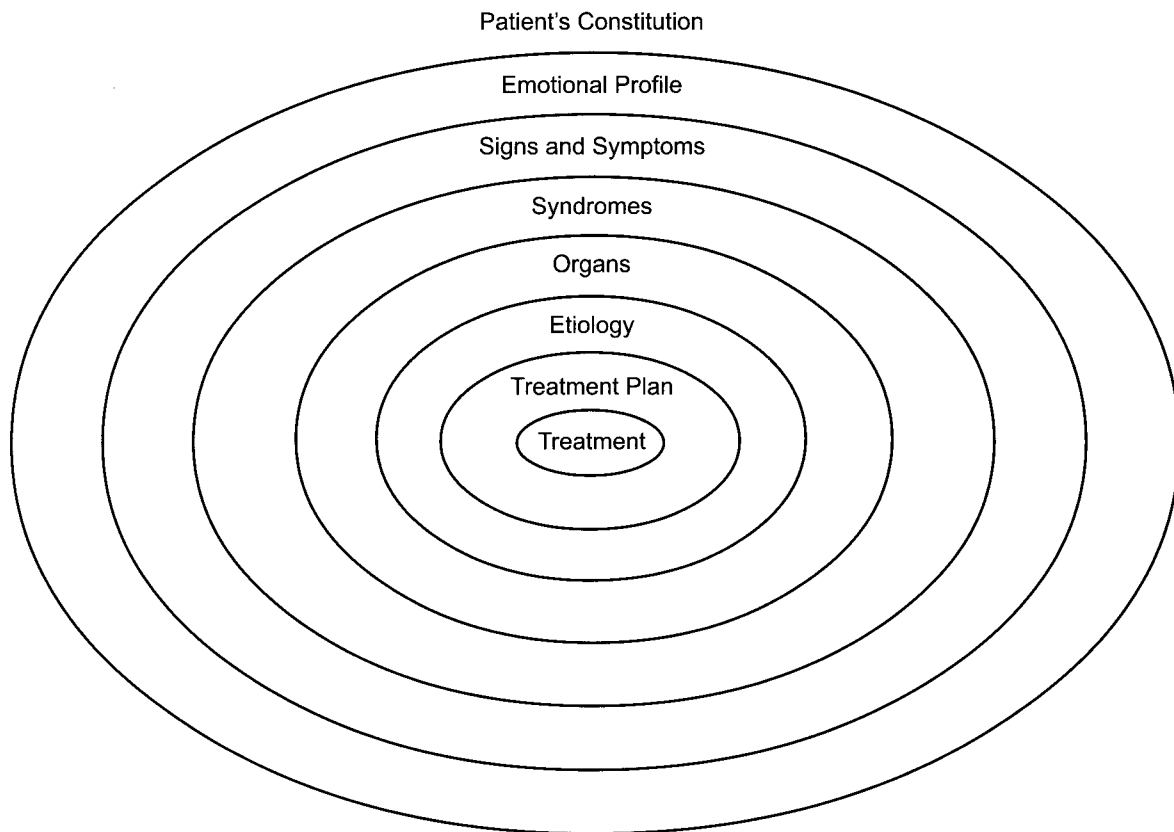 Patient's Constitution
Emotional Profile
Signs and Symptoms
Syndromes
Organs
Etiology
Treatment Plan
Treatment